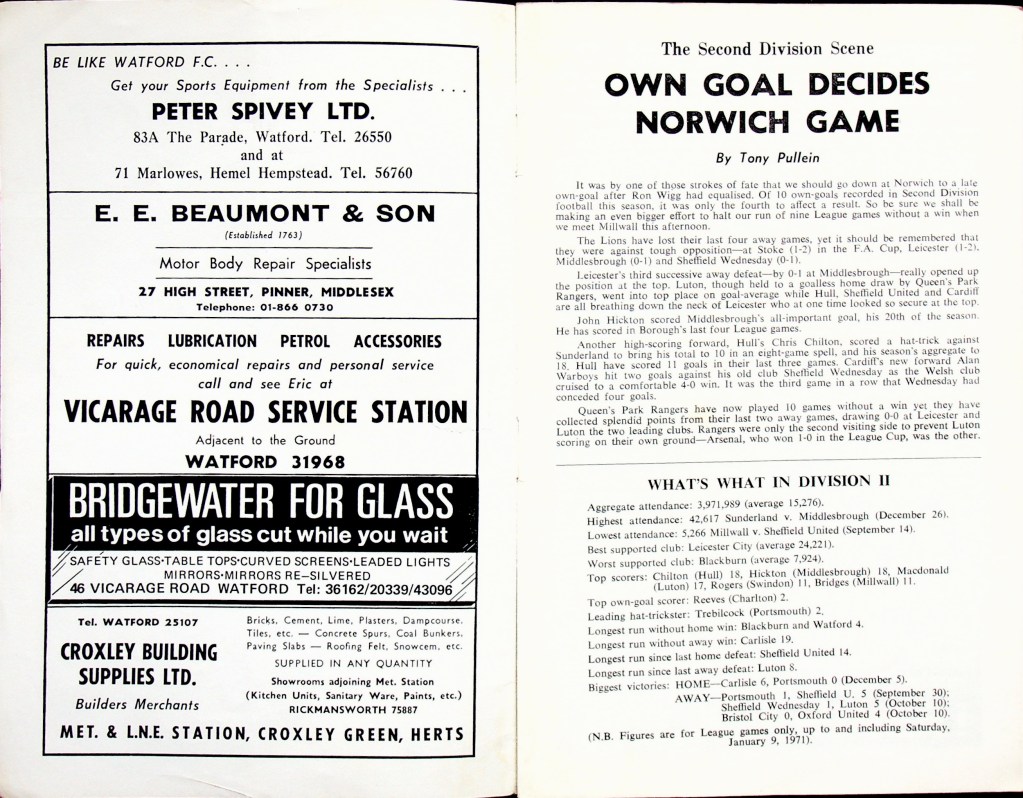 BE LIKE WATFORD F.C. . . .
Get your Sports Equipment from the Specialists . . .
PETER SPIVEY LTD.
83A The Parade, Watford. Tel. 26550
and at
71 Marlowes, Hemel Hempstead. Tel. 56760
E. E. BEAUMONT & SON
(Established 1763)
Motor Body Repair Specialists
27 HIGH STREET, PINNER, MIDDLESEX
Telephone: 01-866 0730
REPAIRS LUBRICATION PETROL ACCESSORIES
For quick, economical repairs and personal service
call and see Eric at
VICARAGE ROAD SERVICE STATION
Adjacent to the Ground
WATFORD 31968
BRIDGEWATER FOR GLASS
all types of glass cut while you wait
SAFETY GLASS·TABLE TOPS·CURVED SCREENS·LEADED LIGHTS
MIRRORS·MIRRORS RE–SILVERED
46 VICARAGE ROAD WATFORD Tel: 36162/20339/43096
Tel. WATFORD 25107
CROXLEY BUILDING
SUPPLIES LTD.
Builders Merchants
Bricks, Cement, Lime, Plasters, Dampcourse.
Tiles, etc. — Concrete Spurs, Coal Bunkers.
Paving Slabs — Roofing Felt, Snowcem, etc.
SUPPLIED IN ANY QUANTITY
Showrooms adjoining Met. Station
(Kitchen Units, Sanitary Ware, Paints, etc.)
RICKMANSWORTH 75887
MET. & L.N.E. STATION, CROXLEY GREEN, HERTS
The Second Division Scene
OWN GOAL DECIDES
NORWICH GAME
By Tony Pullein
It was by one of those strokes of fate that we should go down at Norwich to a late
own-goal after Ron Wigg had equalised. Of 10 own-goals recorded in Second Division
football this season, it was only the fourth to affect a result. So be sure we shall be
making an even bigger effort to halt our run of nine League games without a win when
we meet Millwall this afternoon.
The Lions have lost their last four away games, yet it should be remembered that
they were against tough opposition—at Stoke (1-2) in the F.A. Cup, Leicester (1-2),
Middlesbrough (0-1) and Sheffield Wednesday (0-1).
Leicester's third successive away defeat—by 0-1 at Middlesbrough—really opened up
the position at the top. Luton, though held to a goalless home draw by Queen's Park
Rangers, went into top place on goal-average while Hull, Sheffield United and Cardiff
are all breathing down the neck of Leicester who at one time looked so secure at the top.
John Hickton scored Middlesbrough's all-important goal, his 20th of the season.
He has scored in Borough's last four League games.
Another high-scoring forward, Hull's Chris Chilton, scored a hat-trick against
Sunderland to bring his total to 10 in an eight-game spell, and his season's aggregate to
18. Hull have scored 11 goals in their last three games. Cardiff's new forward Alan
Warboys hit two goals against his old club Sheffield Wednesday as the Welsh club
cruised to a comfortable 4-0 win. It was the third game in a row that Wednesday had
conceded four goals.
Queen's Park Rangers have now played 10 games without a win yet they have
collected splendid points from their last two away games, drawing 0-0 at Leicester and
Luton the two leading clubs. Rangers were only the second visiting side to prevent Luton
scoring on their own ground—Arsenal, who won 1-0 in the League Cup, was the other.
WHAT'S WHAT IN DIVISION II
Aggregate attendance: 3,971,989 (average 15,276).
Highest attendance: 42,617 Sunderland v. Middlesbrough (December 26).
Lowest attendance: 5,266 Millwall v. Sheffield United (September 14).
Best supported club: Leicester City (average 24,221).
Worst supported club: Blackburn (average 7,924).
Top scorers: Chilton (Hull) 18, Hickton (Middlesbrough) 18, Macdonald
(Luton) 17, Rogers (Swindon) 11, Bridges (Millwall) 11.
Top own-goal scorer: Reeves (Charlton) 2.
Leading hat-trickster: Trebilcock (Portsmouth) 2.
Longest run without home win: Blackburn and Watford 4.
Longest run without away win: Carlisle 19.
Longest run since last home defeat: Sheffield United 14.
Longest run since last away defeat: Luton 8.
Biggest victories: HOME—Carlisle 6, Portsmouth 0 (December 5).
AWAY—Portsmouth 1, Sheffield U. 5 (September 30);
Sheffield Wednesday 1, Luton 5 (October 10);
Bristol City 0, Oxford United 4 (October 10).
(N.B. Figures are for League games only, up to and including Saturday,
January 9, 1971).